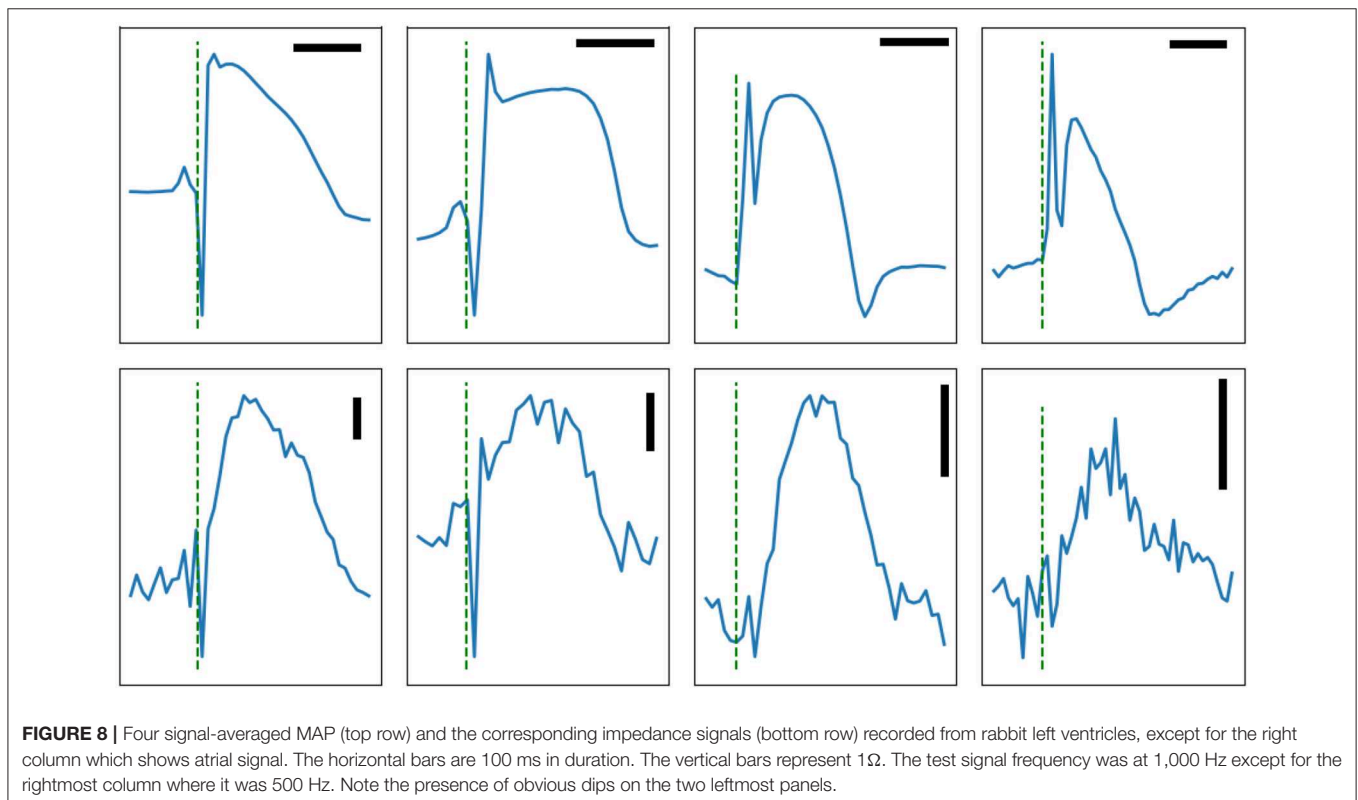 FIGURE 8 | Four signal-averaged MAP (top row) and the corresponding impedance signals (bottom row) recorded from rabbit left ventricles, except for the right
column which shows atrial signal. The horizontal bars are 100 ms in duration. The vertical bars represent 1Ω. The test signal frequency was at 1,000 Hz except for the
rightmost column where it was 500 Hz. Note the presence of obvious dips on the two leftmost panels.